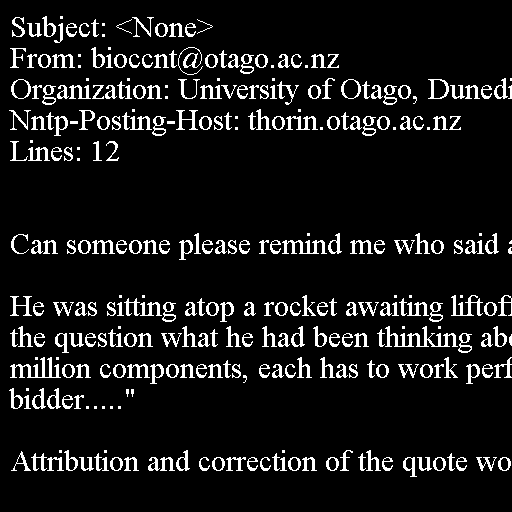 Subject: <None>
From: bioccnt@otago.ac.nz
Organization: University of Otago, Dunedi
Nntp-Posting-Host: thorin.otago.ac.nz
Lines: 12
Can someone please remind me who said a
He was sitting atop a rocket awaiting liftoff
the question what he had been thinking abo
million components, each has to work perf
bidder....."
Attribution and correction of the quote wo